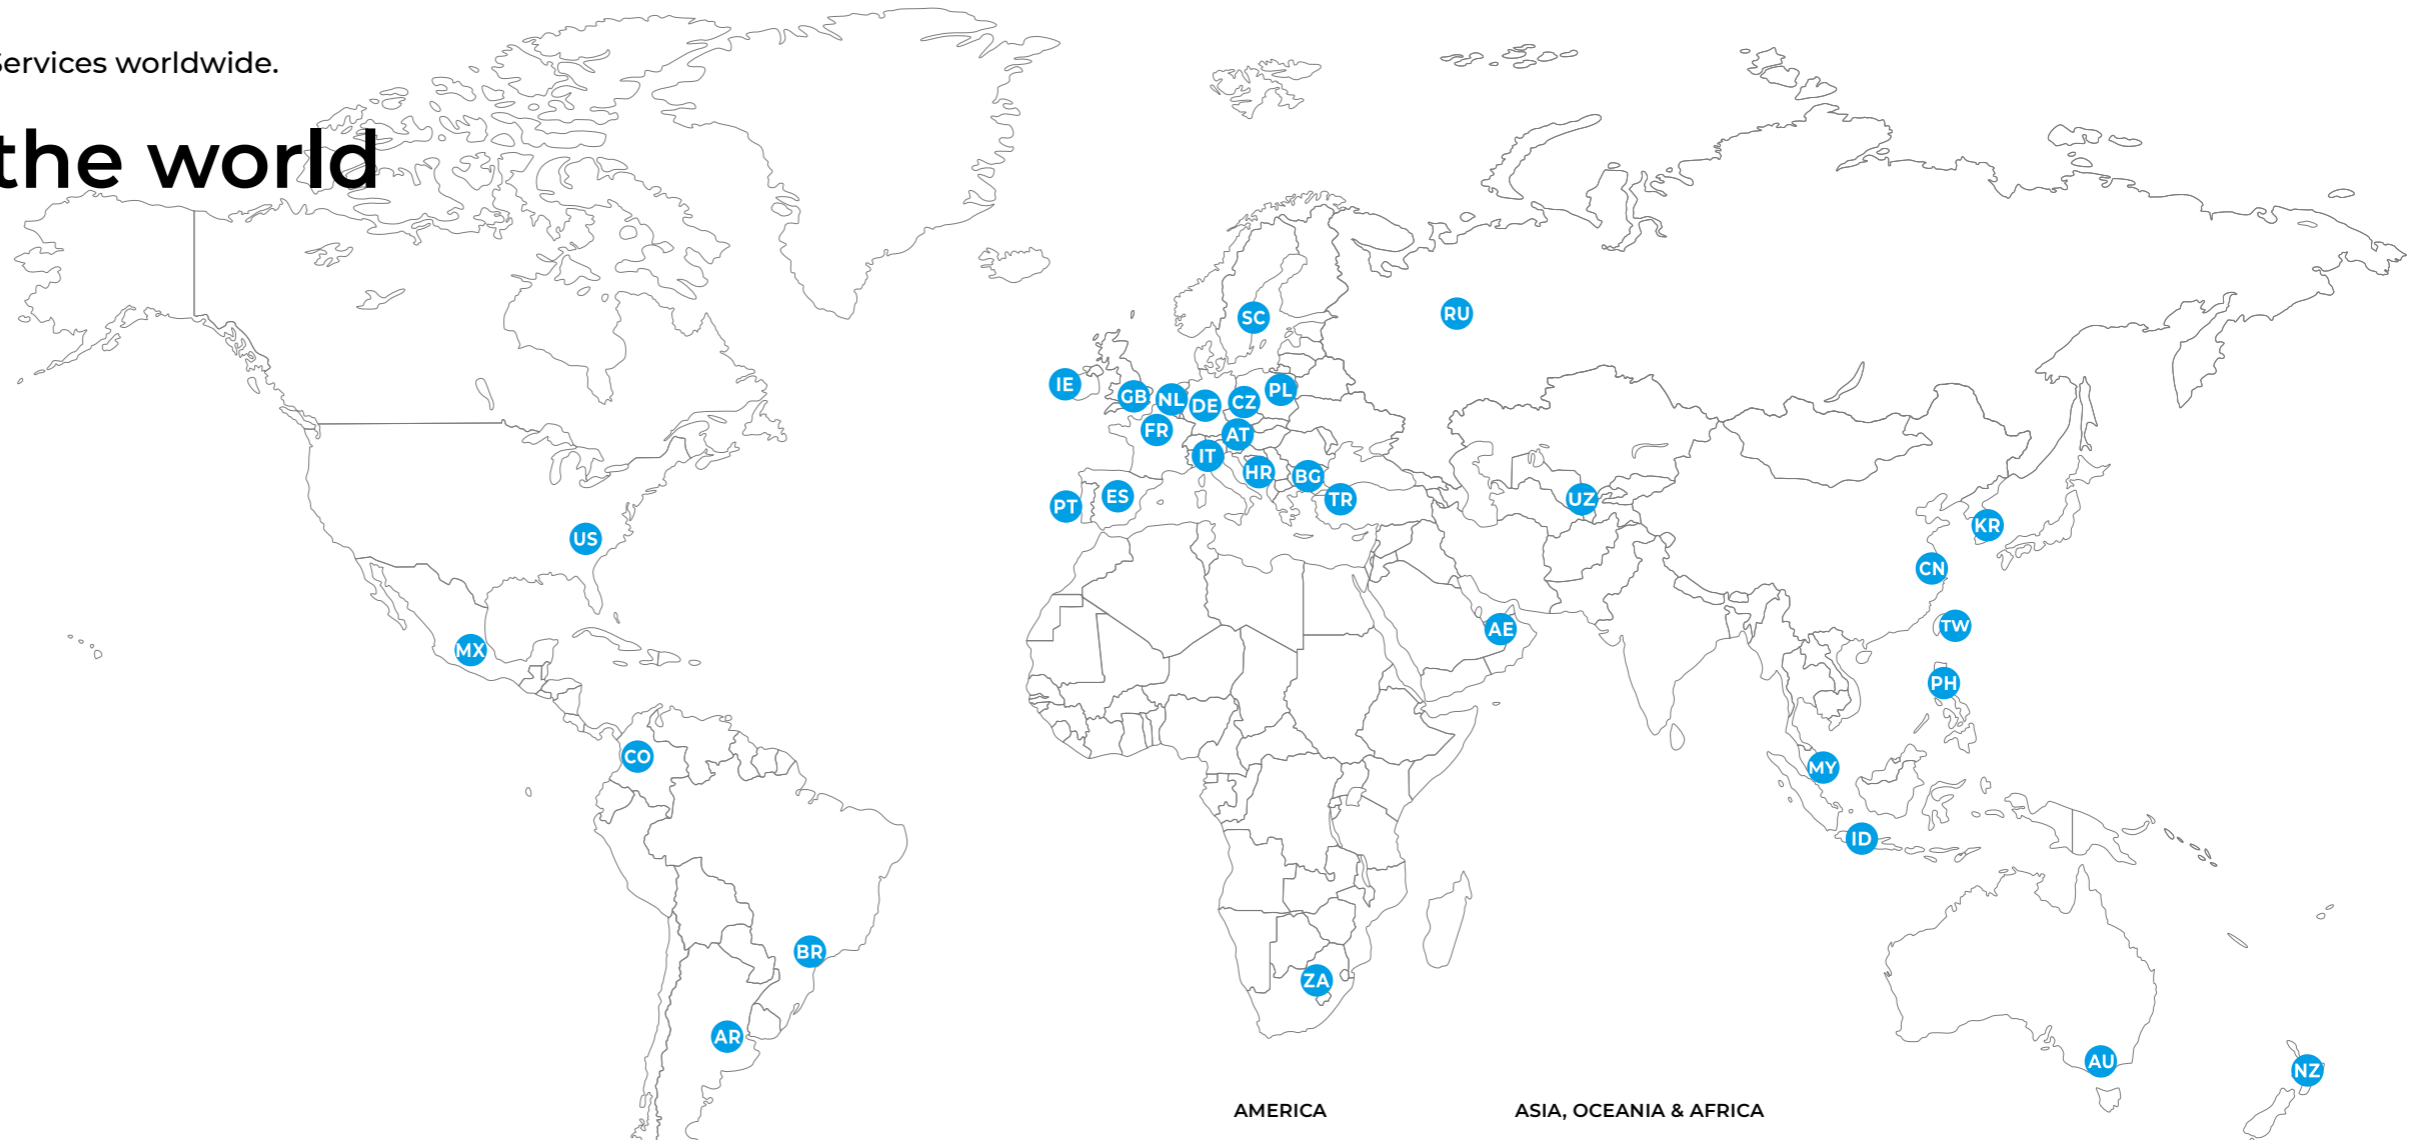 Services worldwide.
the world
SC
RU
IE
GB
NL
DE
CZ
PL
FR
AT
IT
HR
BG
PT
ES
TR
UZ
US
KR
CN
AE
TW
MX
PH
CO
MY
ID
BR
ZA
AR
AU
NZ
AMERICA
ASIA, OCEANIA & AFRICA